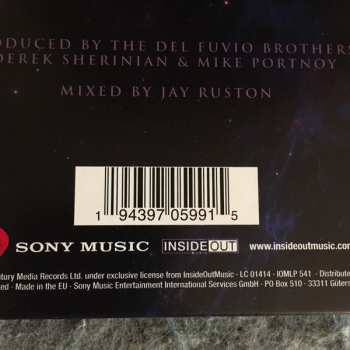 ODUCED BY THE DEL FUVIO BROTHERS
DEREK SHERINIAN & MIKE PORTNOY
MIXED BY JAY RUSTON
1 94397 05991 5
SONY MUSIC INSIDEOUT www.insideoutmusic.com
tury Media Records Ltd. under exclusive license from InsideOutMusic - LC 01414 - IOMLP 541 - Distribute
ed - Made in the EU - Sony Music Entertainment International Services GmbH - PO Box 510 - 33311 Güters